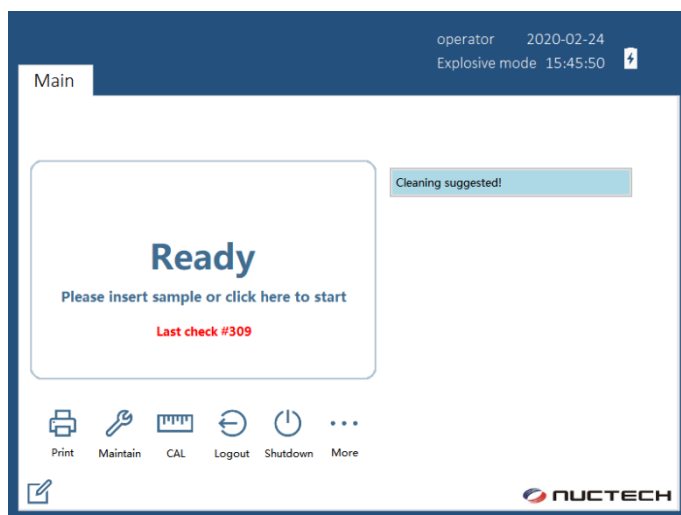 operator 2020-02-24
Explosive mode 15:45:50
Main
Cleaning suggested!
Ready
Please insert sample or click here to start
Last check #309
Print Maintain CAL Logout Shutdown More
NUCTECH